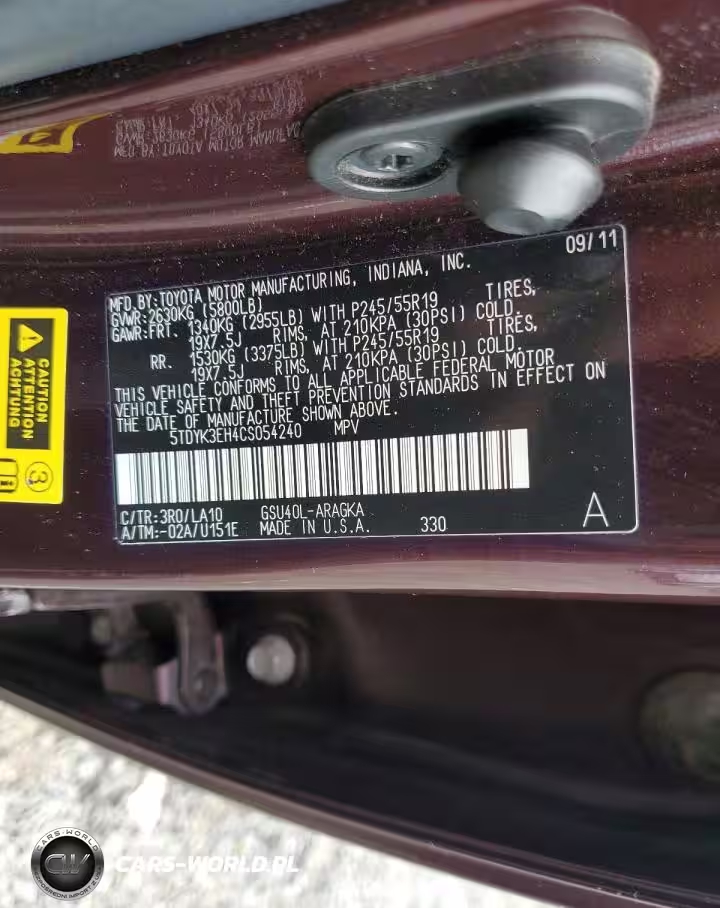 09/11
MFD.BY:TOYOTA MOTOR MANUFACTURING, INDIANA, INC.
GVWR:2630KG (5800LB)
GAWR:FRT. 1340KG (2955LB) WITH P245/55R19 TIRES,
19X7.5J RIMS, AT 210KPA (30PSI) COLD.
RR. 1530KG (3375LB) WITH P245/55R19 TIRES,
19X7.5J RIMS, AT 210KPA (30PSI) COLD.
THIS VEHICLE CONFORMS TO ALL APPLICABLE FEDERAL MOTOR
VEHICLE SAFETY AND THEFT PREVENTION STANDARDS IN EFFECT ON
THE DATE OF MANUFACTURE SHOWN ABOVE.
5TDYK3EH4CS054240 MPV
C/TR:3R0/LA10 GSU40L-ARAGKA
A/TM:-02A/U151E MADE IN U.S.A. 330 A
CAUTION
ATTENTION
ACHTUNG
3
CARS-WORLD
CW
CARS-WORLD.PL